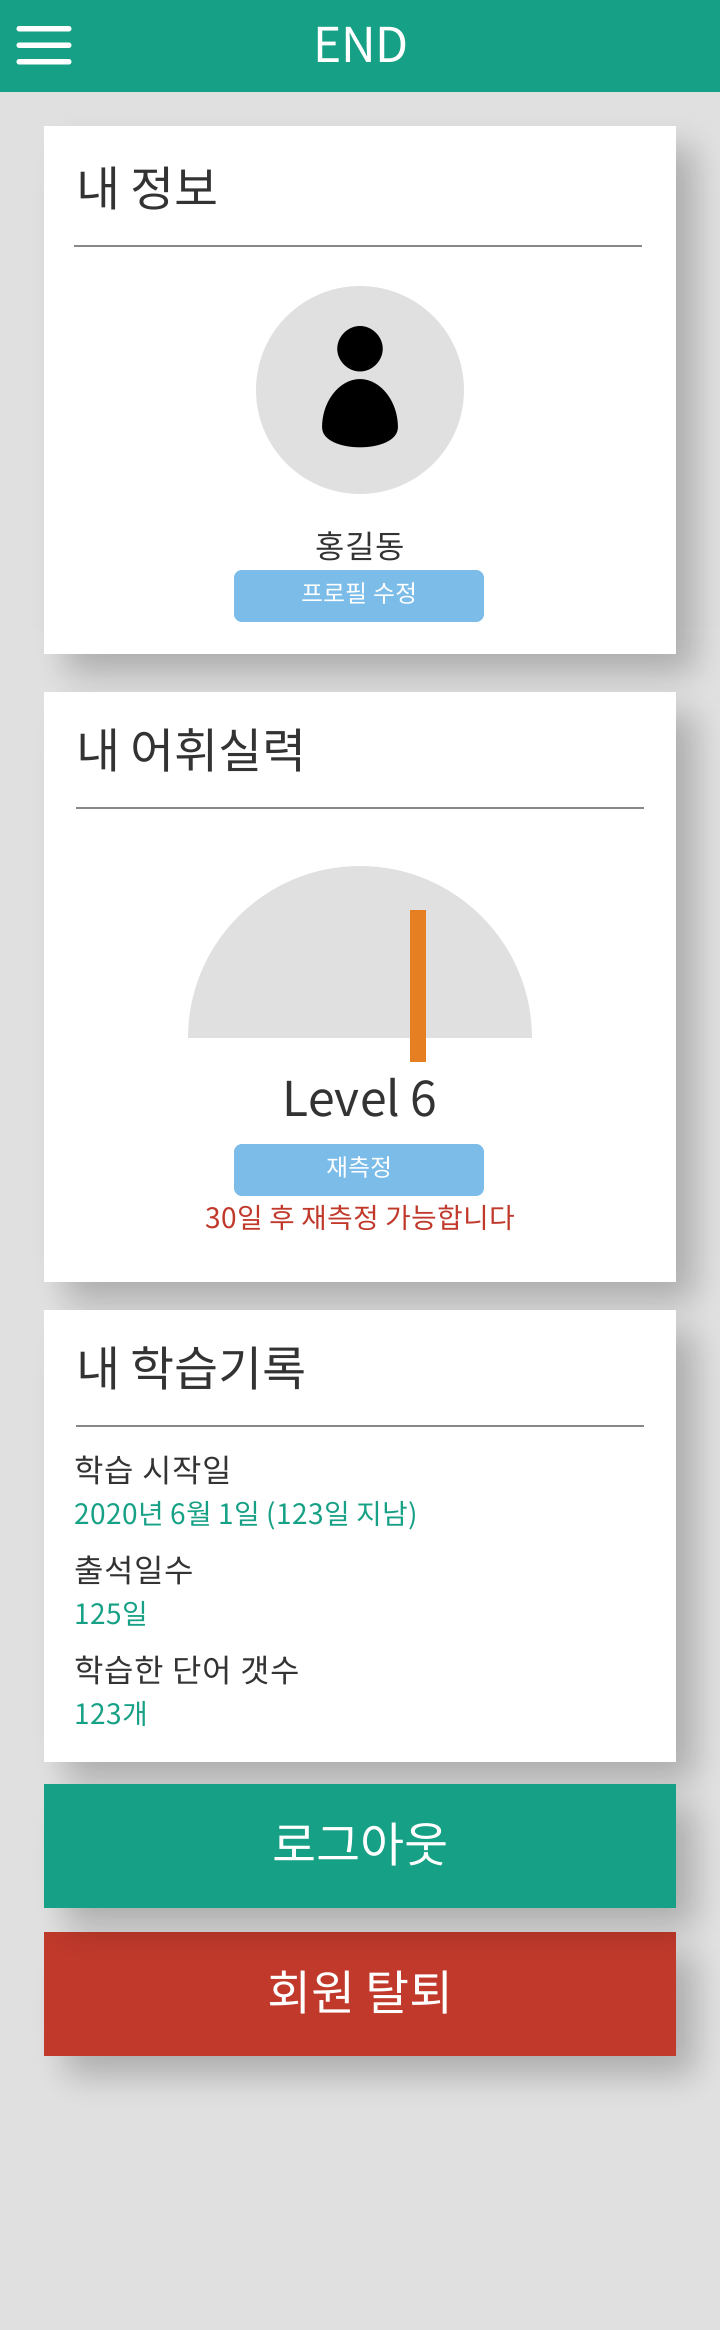 END
내 정보
홍길동
프로필 수정
내 어휘실력
Level 6
재측정
30일 후 재측정 가능합니다
내 학습기록
학습 시작일
2020년 6월 1일 (123일 지남)
출석일수
125일
학습한 단어 갯수
123개
로그아웃
회원 탈퇴